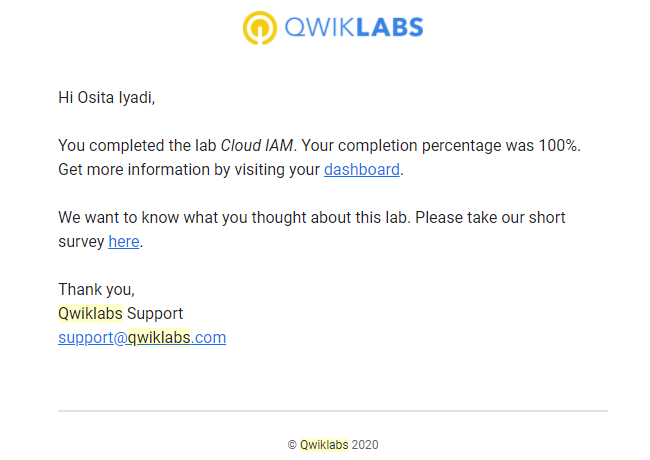 QWIKLABS
Hi Osita Iyadi,
You completed the lab Cloud IAM. Your completion percentage was 100%.
Get more information by visiting your dashboard.
We want to know what you thought about this lab. Please take our short
survey here.
Thank you,
Qwiklabs Support
support@qwiklabs.com
© Qwiklabs 2020